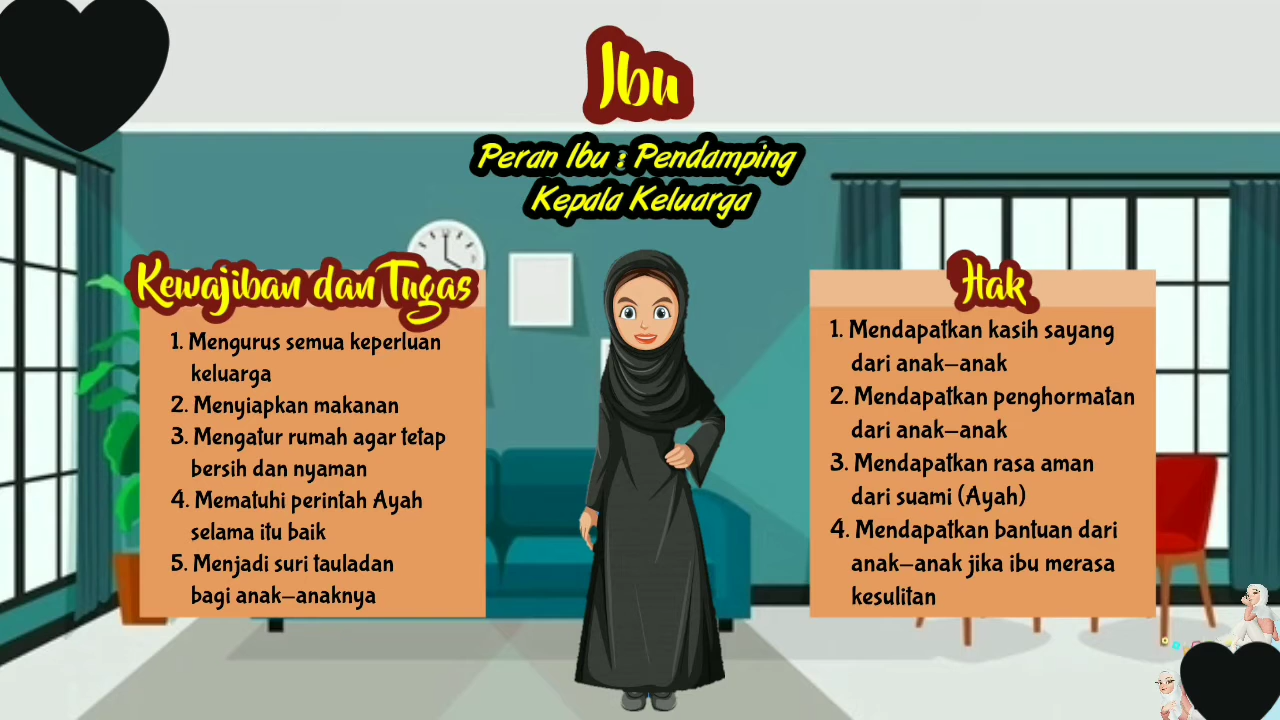 Ibu
Peran Ibu : Pendamping
Kepala Keluarga
Kewajiban dan Tugas
1. Mengurus semua keperluan
keluarga
2. Menyiapkan makanan
3. Mengatur rumah agar tetap
bersih dan nyaman
4. Mematuhi perintah Ayah
selama itu baik
5. Menjadi suri tauladan
bagi anak-anaknya
Hak
1. Mendapatkan kasih sayang
dari anak-anak
2. Mendapatkan penghormatan
dari anak-anak
3. Mendapatkan rasa aman
dari suami (Ayah)
4. Mendapatkan bantuan dari
anak-anak jika ibu merasa
kesulitan